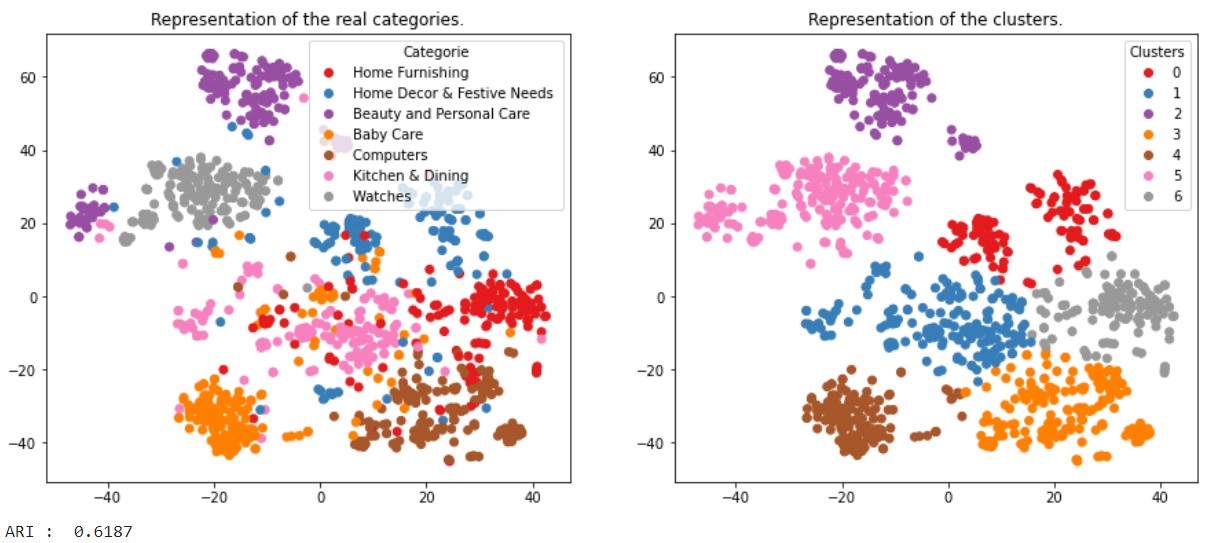 Representation of the real categories.
Categorie
Home Furnishing
Home Decor & Festive Needs
Beauty and Personal Care
Baby Care
Computers
Kitchen & Dining
Watches
60
40
20
0
−20
−40
−40 −20 0 20 40
Representation of the clusters.
Clusters
0
1
2
3
4
5
6
60
40
20
0
−20
−40
−40 −20 0 20 40
ARI : 0.6187